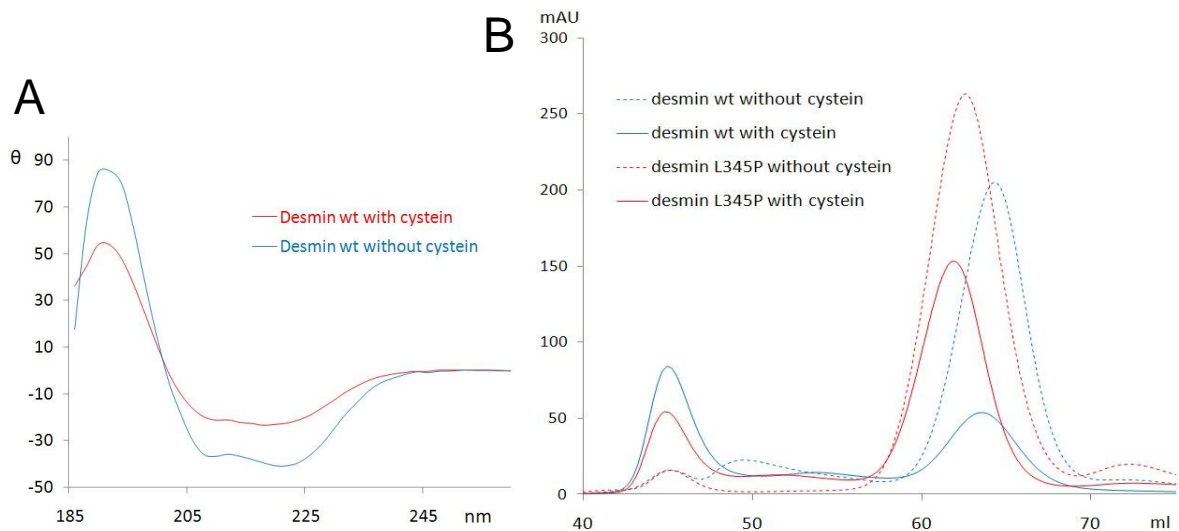 A
θ
90
70
50
30
10
-10
-30
-50
185
205
225
245
nm
Desmin wt with cystein
Desmin wt without cystein
B
mAU
300
250
200
150
100
50
0
40
50
60
70
ml
desmin wt without cystein
desmin wt with cystein
desmin L345P without cystein
desmin L345P with cystein